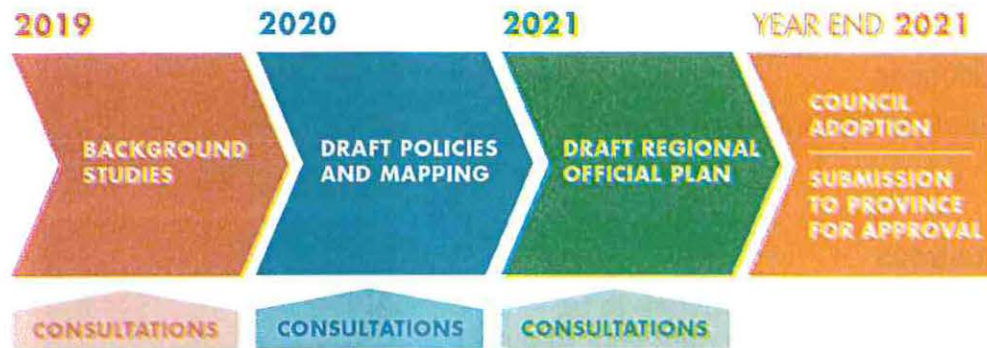 2019
2020
2021
YEAR END 2021
BACKGROUND
STUDIES
DRAFT POLICIES
AND MAPPING
DRAFT REGIONAL
OFFICIAL PLAN
COUNCIL
ADOPTION
SUBMISSION
TO PROVINCE
FOR APPROVAL
CONSULTATIONS
CONSULTATIONS
CONSULTATIONS